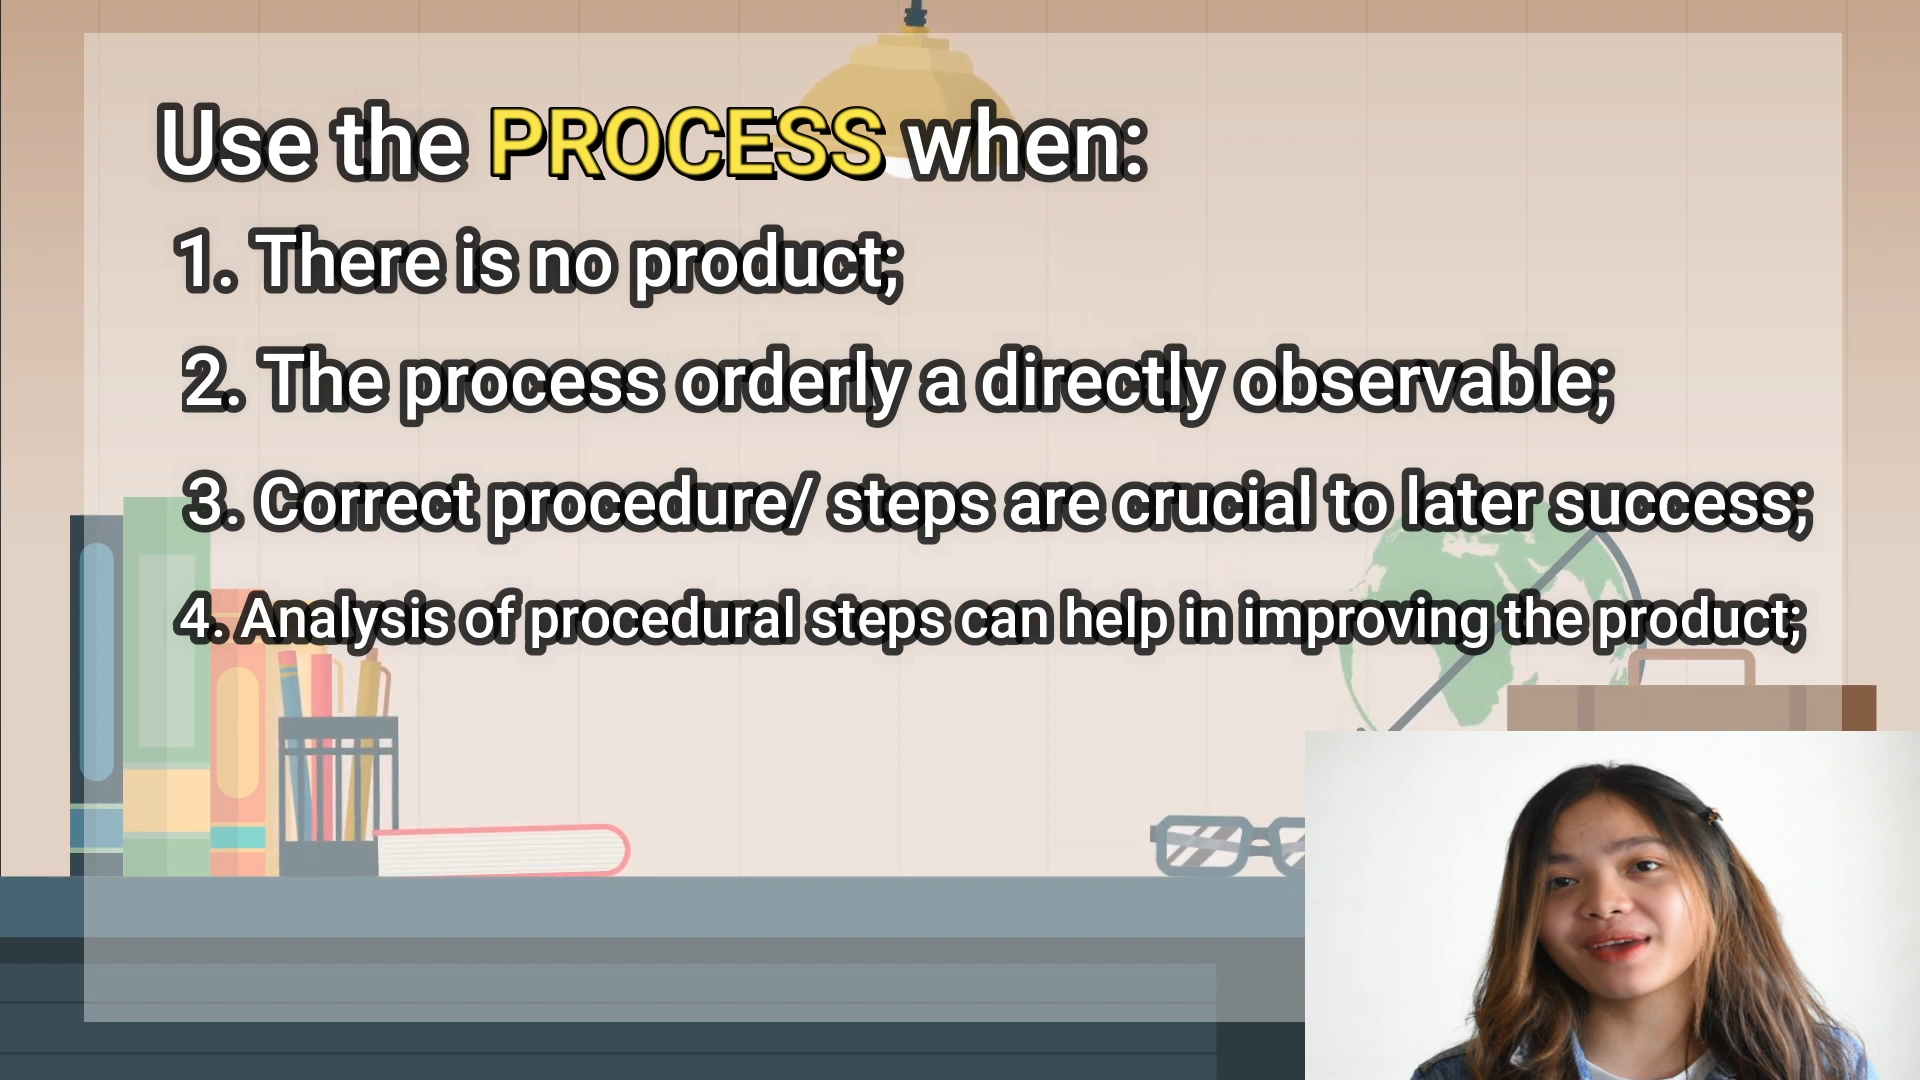 Use the PROCESS when:
1. There is no product;
2. The process orderly a directly observable;
3. Correct procedure/ steps are crucial to later success;
4. Analysis of procedural steps can help in improving the product;